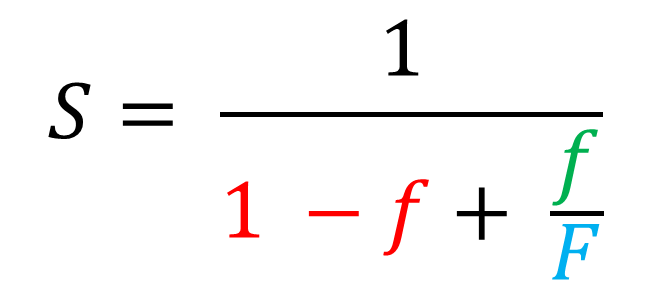 S = 1 / (1 − f + f / F)